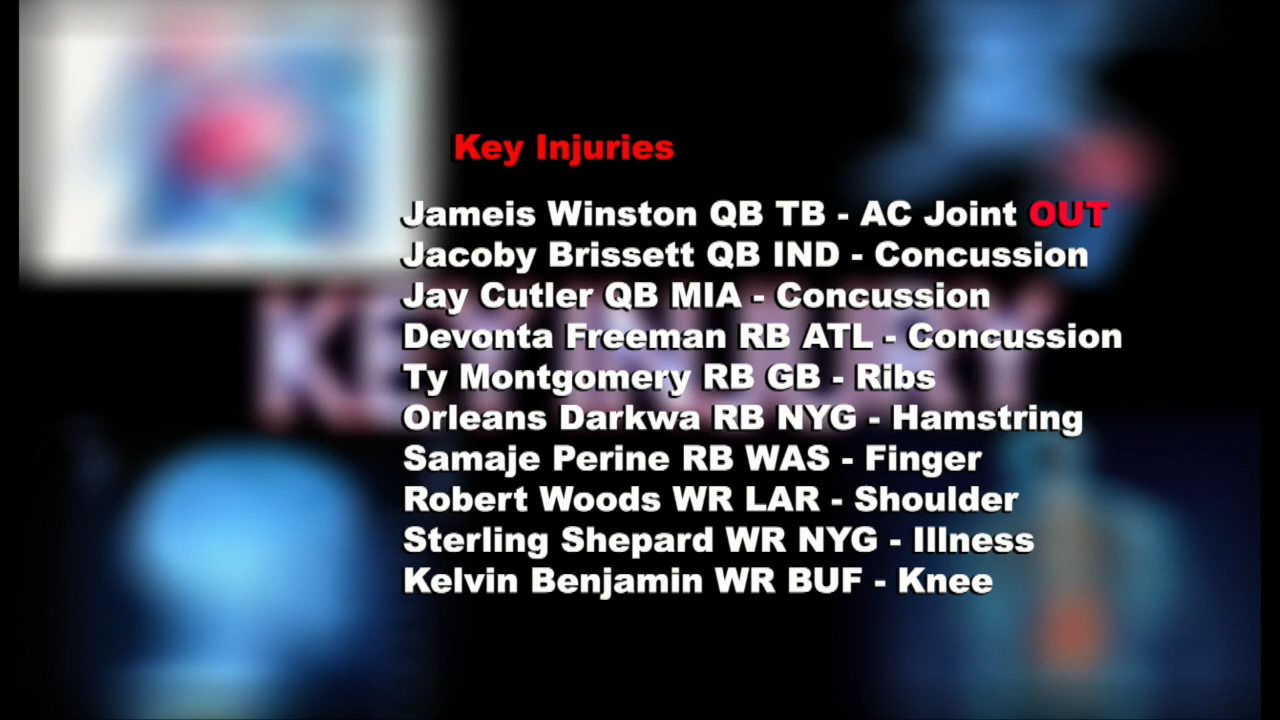 Key Injuries
Jameis Winston QB TB - AC Joint OUT
Jacoby Brissett QB IND - Concussion
Jay Cutler QB MIA - Concussion
Devonta Freeman RB ATL - Concussion
Ty Montgomery RB GB - Ribs
Orleans Darkwa RB NYG - Hamstring
Samaje Perine RB WAS - Finger
Robert Woods WR LAR - Shoulder
Sterling Shepard WR NYG - Illness
Kelvin Benjamin WR BUF - Knee